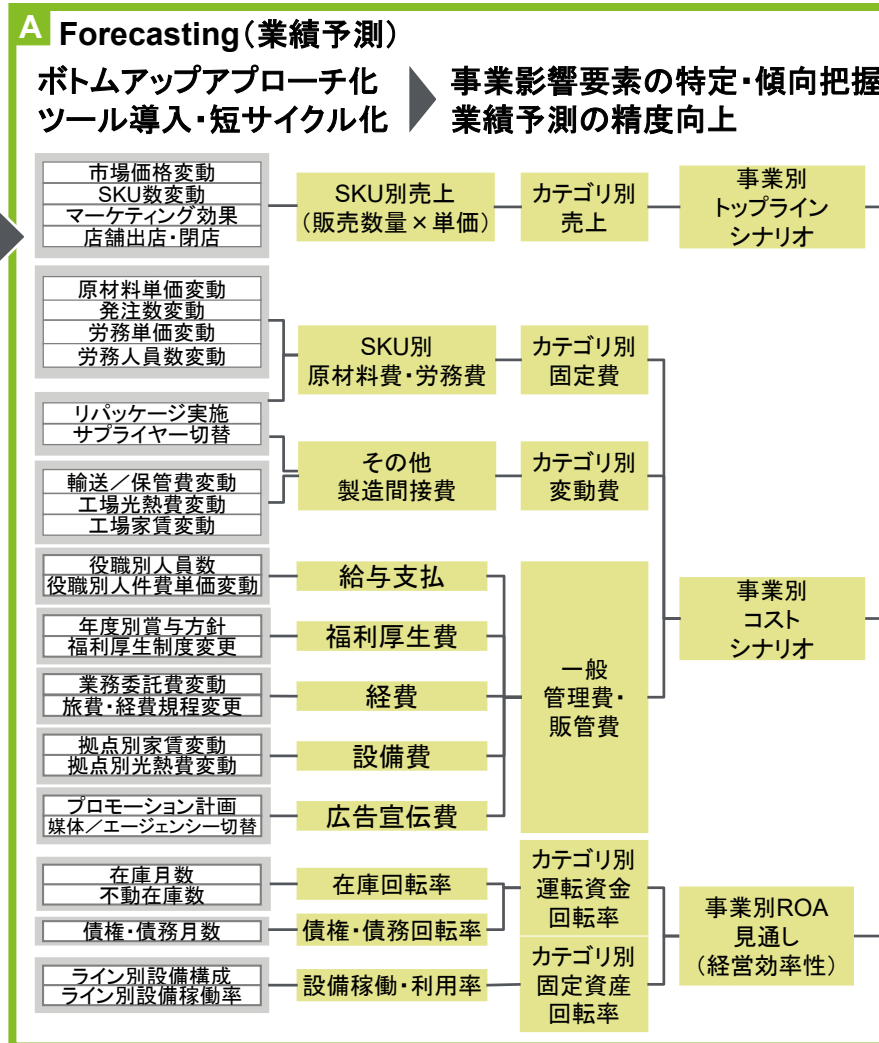 A Forecasting(業績予測)
ボトムアップアプローチ化
ツール導入・短サイクル化
事業影響要素の特定・傾向把握
業績予測の精度向上
市場価格変動
SKU数変動
マーケティング効果
店舗出店・閉店
SKU別売上
(販売数量×単価)
カテゴリ別
売上
事業別
トップライン
シナリオ
原材料単価変動
発注数変動
労務単価変動
労務人員数変動
SKU別
原材料費・労務費
カテゴリ別
固定費
リパッケージ実施
サプライヤー切替
輸送／保管費変動
工場光熱費変動
工場家賃変動
その他
製造間接費
カテゴリ別
変動費
役職別人員数
役職別人件費単価変動
給与支払
年度別賞与方針
福利厚生制度変更
福利厚生費
業務委託費変動
旅費・経費規程変更
経費
拠点別家賃変動
拠点別光熱費変動
設備費
プロモーション計画
媒体／エージェンシー切替
広告宣伝費
一般
管理費・
販管費
事業別
コスト
シナリオ
在庫月数
不動在庫数
在庫回転率
債権・債務月数
債権・債務回転率
カテゴリ別
運転資金
回転率
ライン別設備構成
ライン別設備稼働率
設備稼働・利用率
カテゴリ別
固定資産
回転率
事業別ROA
見通し
(経営効率性)